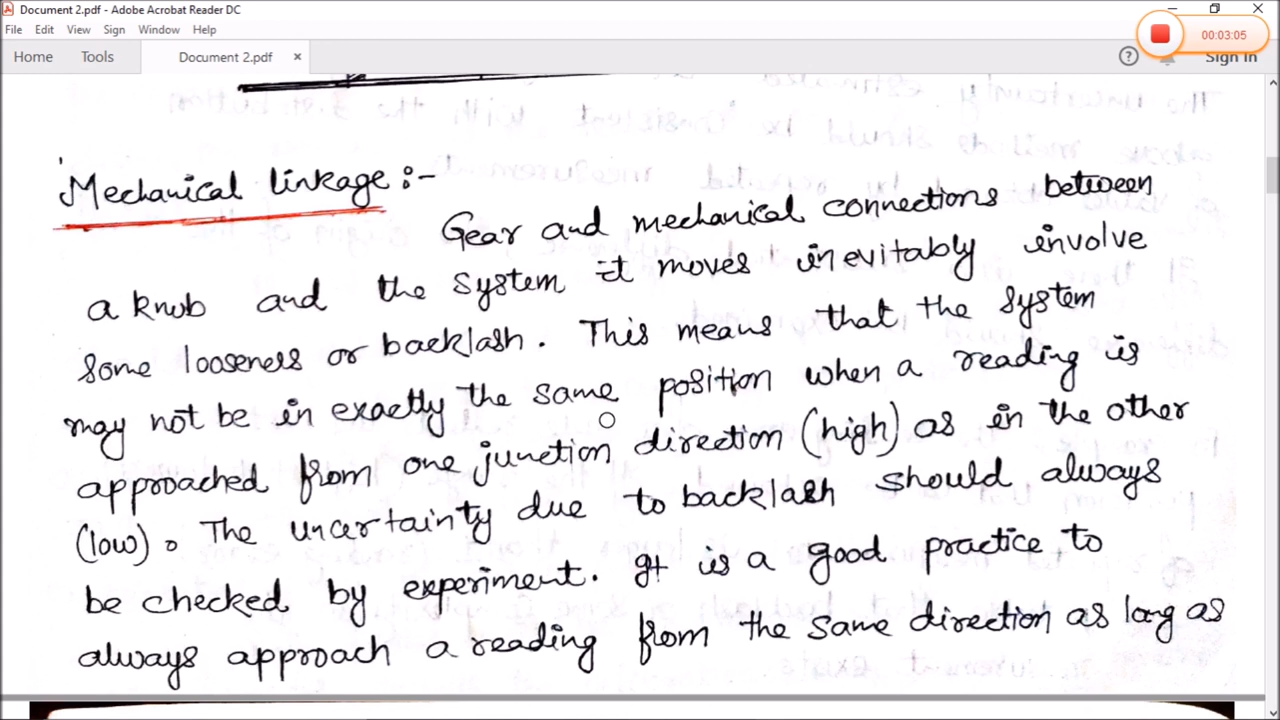 Document 2.pdf - Adobe Acrobat Reader DC
File Edit View Sign Window Help
00:03:05
Home Tools Document 2.pdf × ? Sign In
Mechanical linkage :-
Gear and mechanical connections between
a knob and the system it moves inevitably involve
some looseness or backlash. This means that the system
may not be in exactly the same position when a reading is
approached from one junction direction (high) as in the other
(low). The uncertainty due to backlash should always
be checked by experiment. It is a good practice to
always approach a reading from the same direction as long as